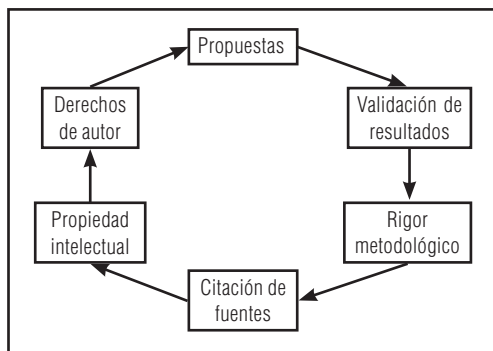 Propuestas
Validación de
resultados
Rigor
metodológico
Citación de
fuentes
Propiedad
intelectual
Derechos
de autor